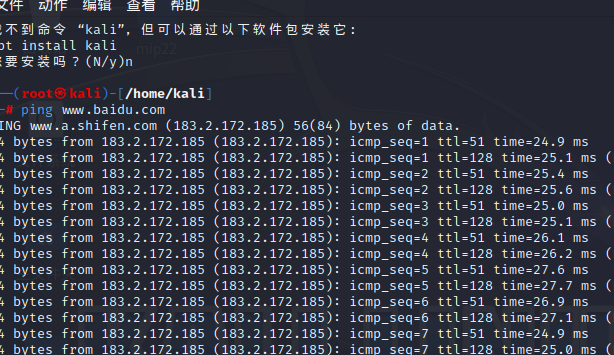 文件 动作 编辑 查看 帮助
找不到命令 “kali”，但可以通过以下软件包安装它：
pt install kali
要安装吗？(N/y)n
(root㉿kali)-[/home/kali]
# ping www.baidu.com
ING www.a.shifen.com (183.2.172.185) 56(84) bytes of data.
4 bytes from 183.2.172.185 (183.2.172.185): icmp_seq=1 ttl=51 time=24.9 ms
4 bytes from 183.2.172.185 (183.2.172.185): icmp_seq=1 ttl=128 time=25.1 ms (
4 bytes from 183.2.172.185 (183.2.172.185): icmp_seq=2 ttl=51 time=25.4 ms
4 bytes from 183.2.172.185 (183.2.172.185): icmp_seq=2 ttl=128 time=25.6 ms (
4 bytes from 183.2.172.185 (183.2.172.185): icmp_seq=3 ttl=51 time=25.0 ms
4 bytes from 183.2.172.185 (183.2.172.185): icmp_seq=3 ttl=128 time=25.1 ms (
4 bytes from 183.2.172.185 (183.2.172.185): icmp_seq=4 ttl=51 time=26.1 ms
4 bytes from 183.2.172.185 (183.2.172.185): icmp_seq=4 ttl=128 time=26.2 ms (
4 bytes from 183.2.172.185 (183.2.172.185): icmp_seq=5 ttl=51 time=27.6 ms
4 bytes from 183.2.172.185 (183.2.172.185): icmp_seq=5 ttl=128 time=27.7 ms (
4 bytes from 183.2.172.185 (183.2.172.185): icmp_seq=6 ttl=51 time=26.9 ms
4 bytes from 183.2.172.185 (183.2.172.185): icmp_seq=6 ttl=128 time=27.1 ms (
4 bytes from 183.2.172.185 (183.2.172.185): icmp_seq=7 ttl=51 time=24.9 ms
4 bytes from 183.2.172.185 (183.2.172.185): icmp_seq=7 ttl=128 time=25.0 ms (